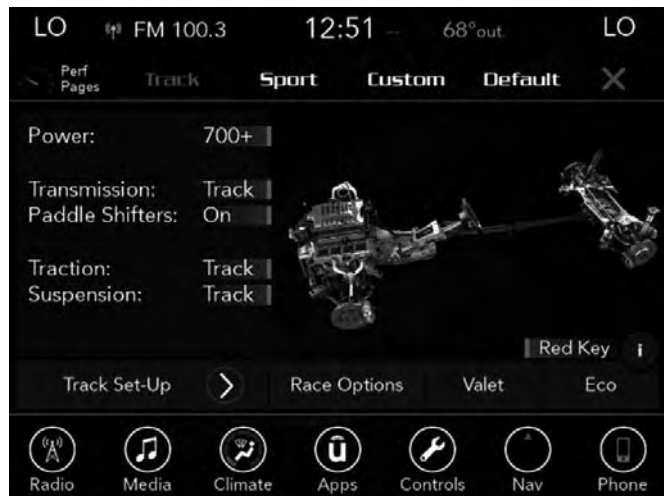 LO FM 100.3 12:51 -- 68°out LO
Perf
Pages Track Sport Custom Default
Power: 700+
Transmission: Track
Paddle Shifters: On
Traction: Track
Suspension: Track
Red Key i
Track Set-Up Race Options Valet Eco
Radio Media Climate Apps Controls Nav Phone